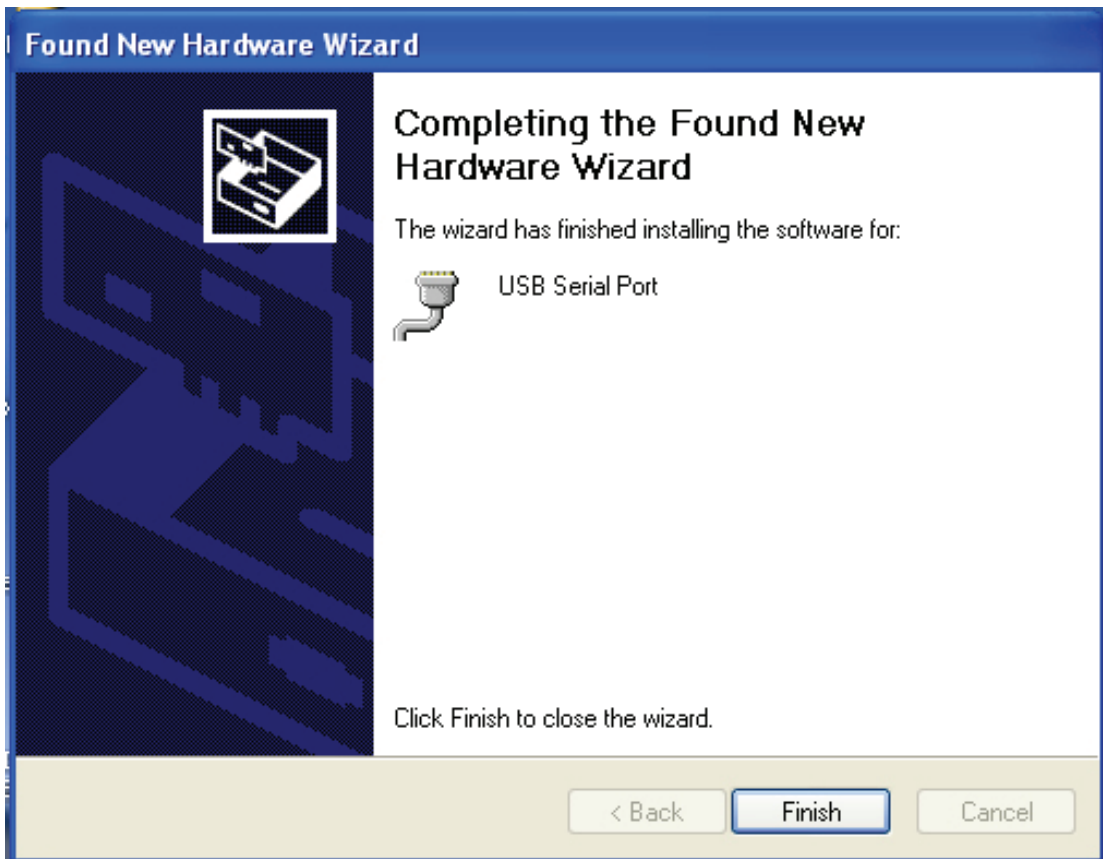 Found New Hardware Wizard
Completing the Found New
Hardware Wizard
The wizard has finished installing the software for:
USB Serial Port
Click Finish to close the wizard.
< Back
Finish
Cancel